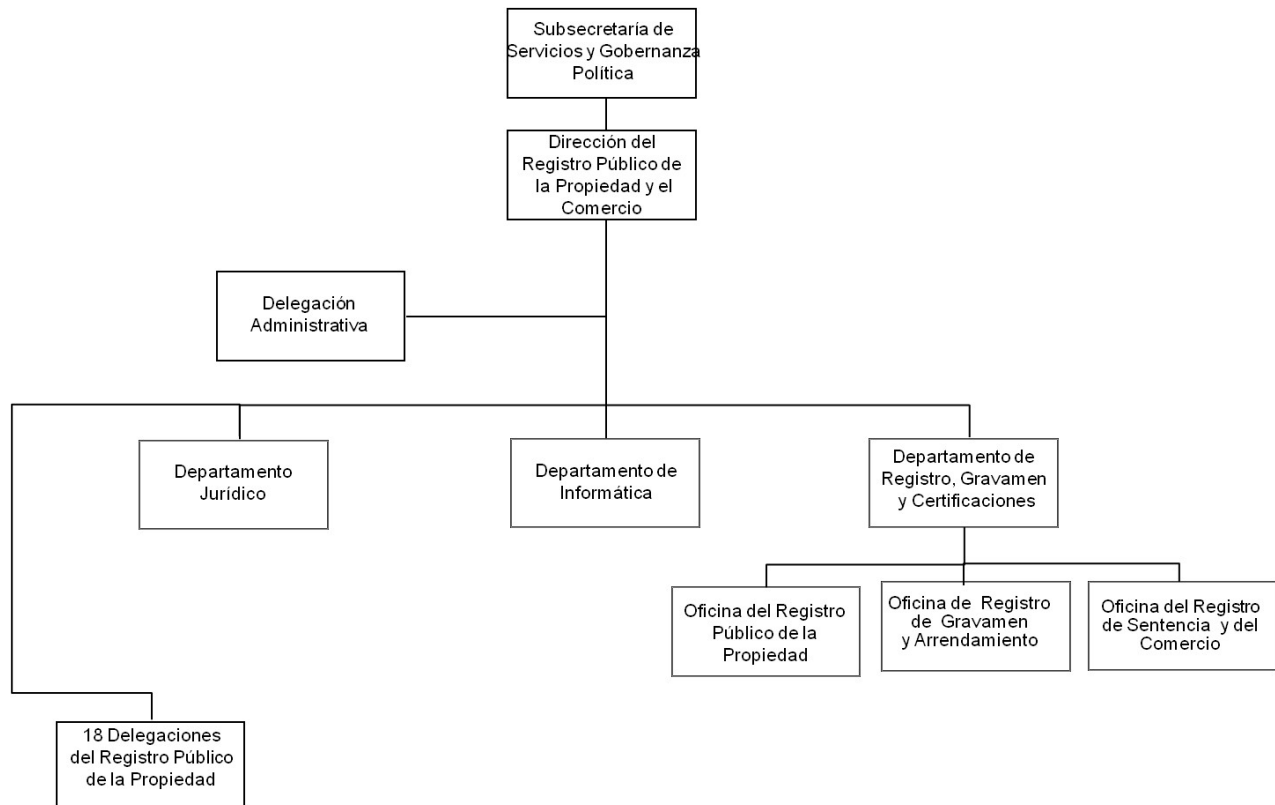 Subsecretaría de
Servicios y Gobernanza
Política
Dirección del
Registro Público de
la Propiedad y el
Comercio
Delegación
Administrativa
Departamento
Jurídico
Departamento de
Informática
Departamento de
Registro, Gravamen
y Certificaciones
Oficina del Registro
Público de la
Propiedad
Oficina de Registro
de Gravamen
y Arrendamiento
Oficina del Registro
de Sentencia y del
Comercio
18 Delegaciones
del Registro Público
de la Propiedad